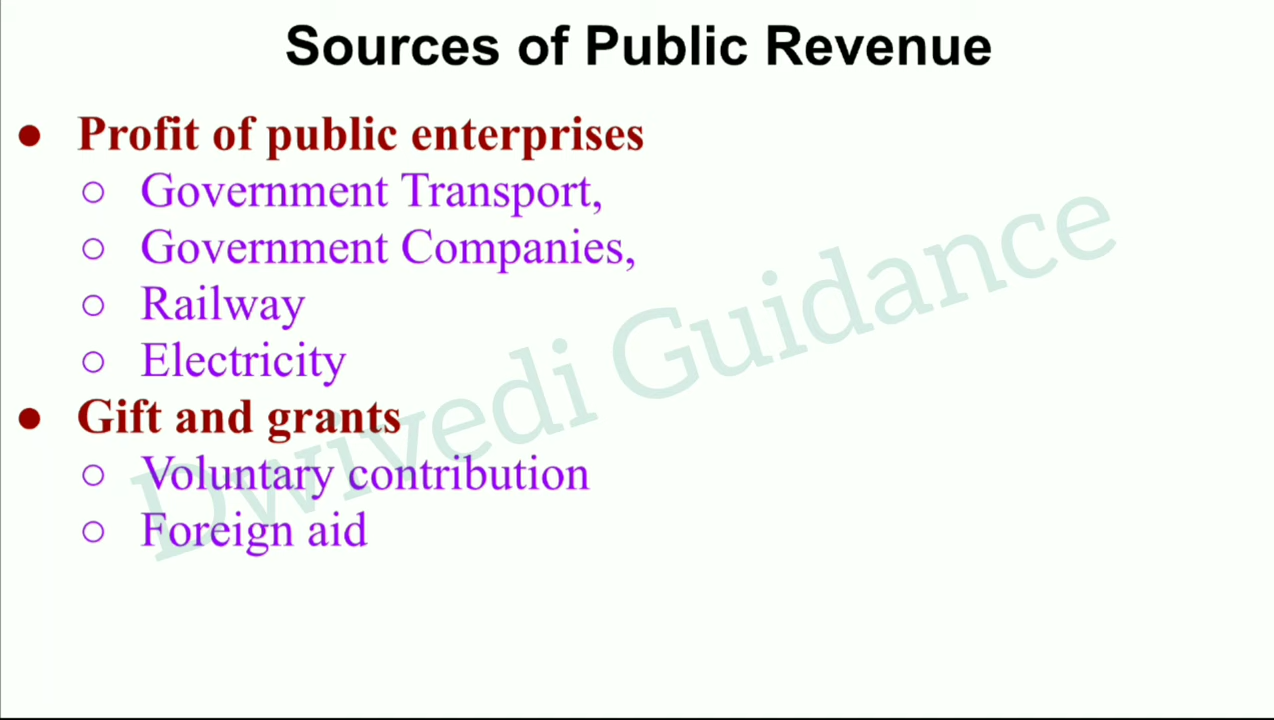 Sources of Public Revenue
● Profit of public enterprises
○ Government Transport,
○ Government Companies,
○ Railway
○ Electricity
● Gift and grants
○ Voluntary contribution
○ Foreign aid
Dwivedi Guidance